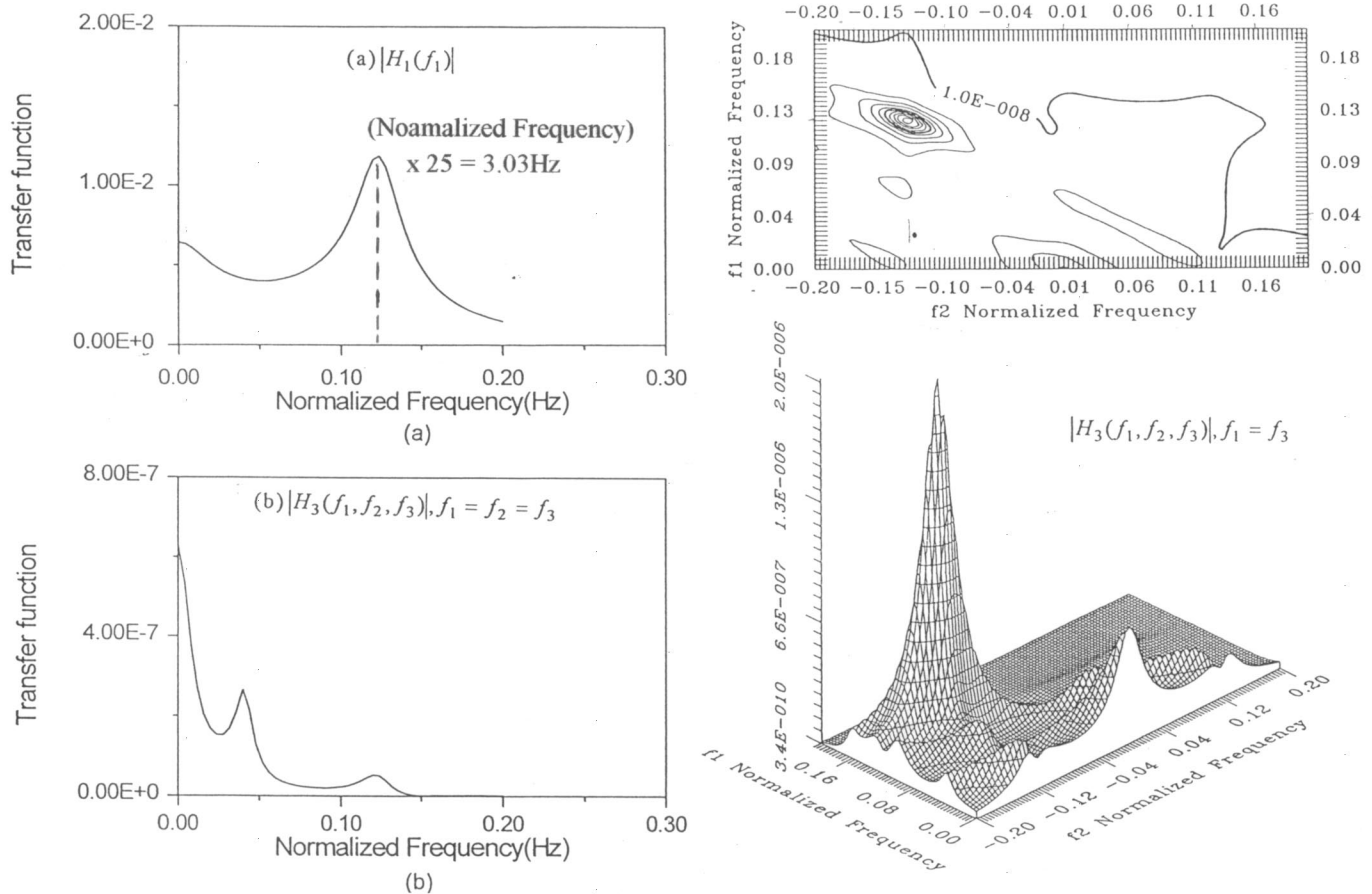 2.00E-2
(a) |H₁(f₁)|
(Noamalized Frequency)
x 25 = 3.03Hz
1.00E-2
0.00E+0
Transfer function
0.00 0.10 0.20 0.30
Normalized Frequency(Hz)
(a)
8.00E-7
(b) |H₃(f₁, f₂, f₃)|, f₁ = f₂ = f₃
4.00E-7
0.00E+0
Transfer function
0.00 0.10 0.20 0.30
Normalized Frequency(Hz)
(b)
-0.20 -0.15 -0.10 -0.04 0.01 0.06 0.11 0.16
0.18 0.18
0.13 0.13
0.09 0.09
0.04 0.04
0.00 0.00
1.0E-008
f1 Normalized Frequency
-0.20 -0.15 -0.10 -0.04 0.01 0.06 0.11 0.16
f2 Normalized Frequency
|H₃(f₁, f₂, f₃)|, f₁ = f₃
2.0E-006
1.3E-006
6.6E-007
3.4E-010
0.16 0.08 0.00
f1 Normalized Frequency
-0.20 -0.12 -0.04 0.04 0.12 0.20
f2 Normalized Frequency